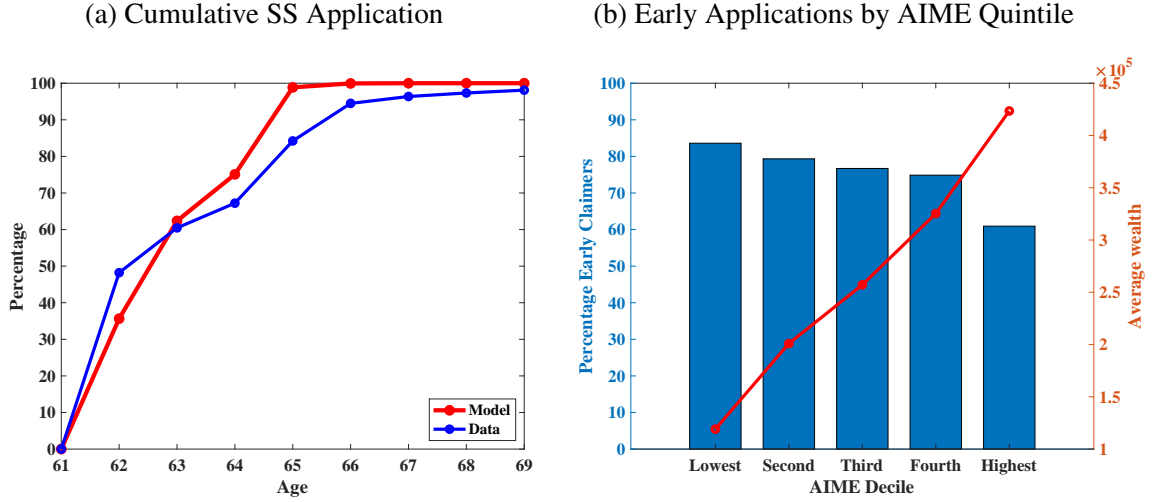 (a) Cumulative SS Application
100
90
80
70
60
50
40
30
20
10
0
Percentage
61 62 63 64 65 66 67 68 69
Age
Model
Data
(b) Early Applications by AIME Quintile
×10^5
100
90
80
70
60
50
40
30
20
10
0
Percentage Early Claimers
4.5
4
3.5
3
2.5
2
1.5
1
Average wealth
Lowest Second Third Fourth Highest
AIME Decile